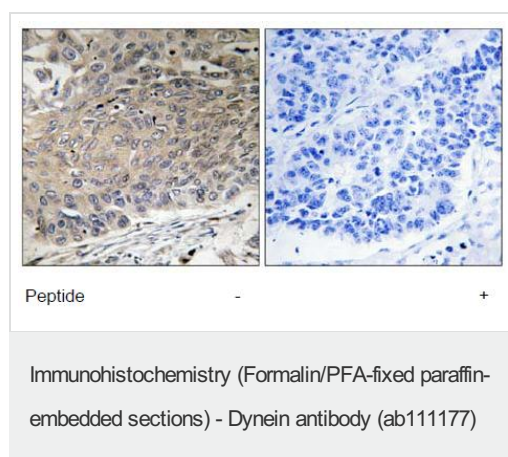 Peptide - +
Immunohistochemistry (Formalin/PFA-fixed paraffin-
embedded sections) - Dynein antibody (ab111177)